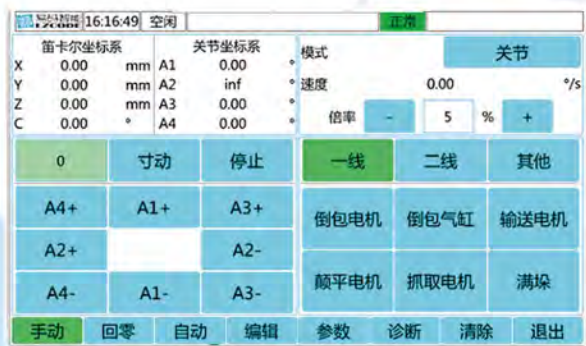 16:16:49 空闲 正常
笛卡尔坐标系 关节坐标系
X 0.00 mm A1 0.00 °
Y 0.00 mm A2 inf °
Z 0.00 mm A3 0.00 °
C 0.00 ° A4 0.00
模式 关节
速度 0.00 °/s
倍率 - 5 % +
0 寸动 停止
A4+ A1+ A3+
A2+ A2-
A4- A1- A3-
一线 二线 其他
倒包电机 倒包气缸 输送电机
颠平电机 抓取电机 满垛
手动 回零 自动 编辑 参数 诊断 清除 退出